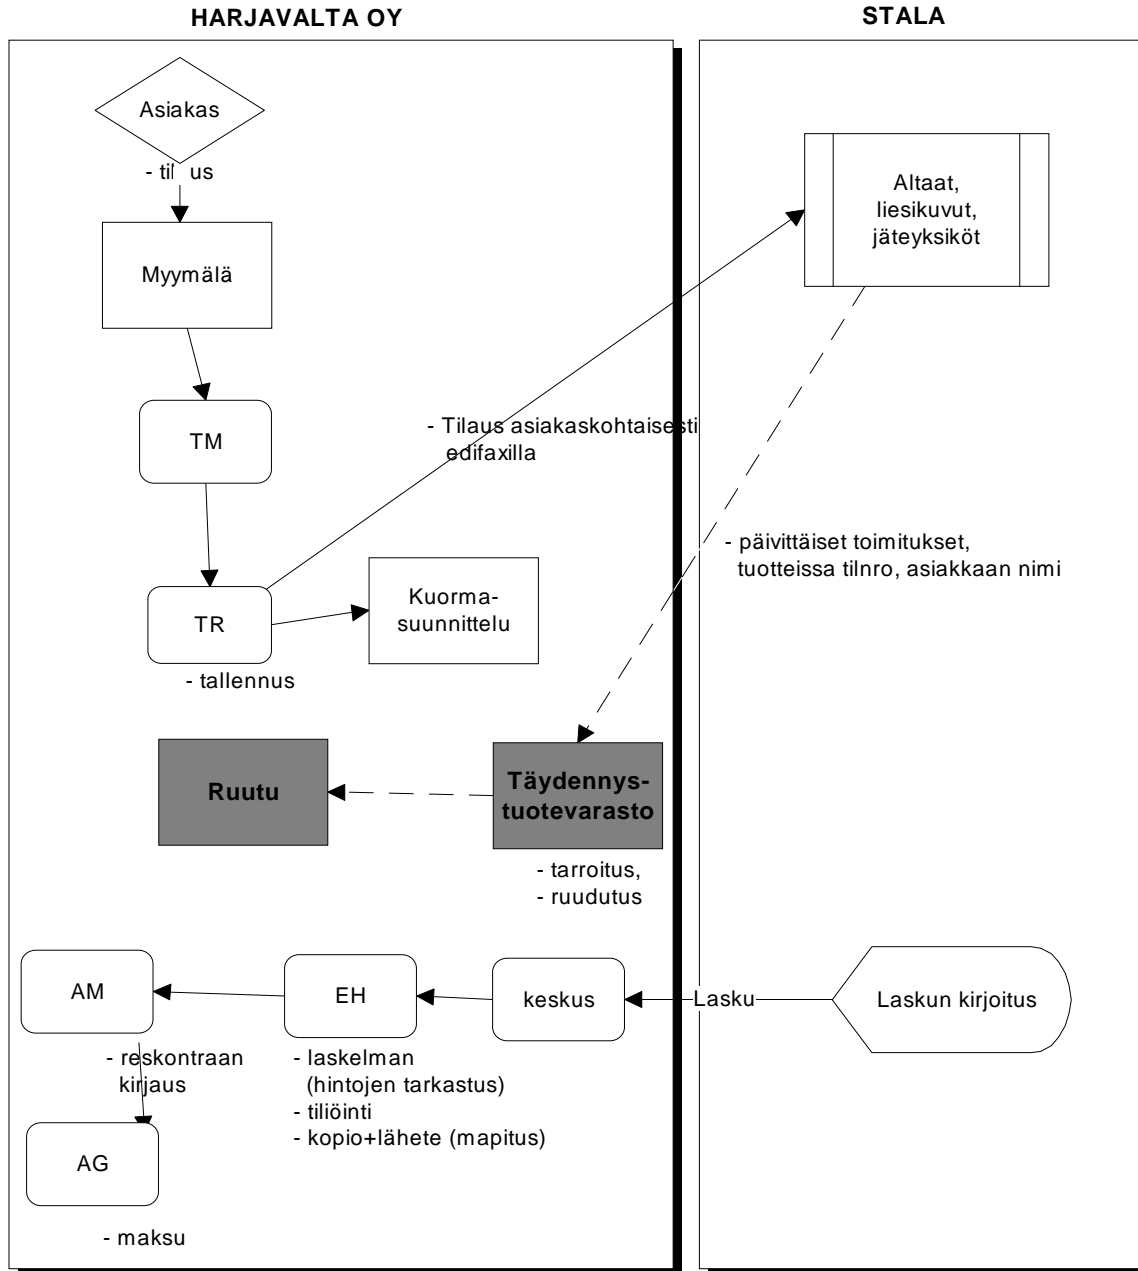 HARJAVALTA OY
STALA
Asiakas
- til us
Myymälä
Altaat,
liesikuvut,
jäteyksiköt
TM
- Tilaus asiakaskohtaisesti
edifaxilla
- päivittäiset toimitukset,
tuotteissa tilnro, asiakkaan nimi
TR
- tallennus
Kuorma-
suunnittelu
Ruutu
Täydennys-
tuotevarasto
- tarroitus,
- ruudutus
AM
EH
keskus
Lasku
Laskun kirjoitus
- reskontraan
kirjaus
- laskelman
(hintojen tarkastus)
- tiliöinti
- kopio+lähete (mapitus)
AG
- maksu